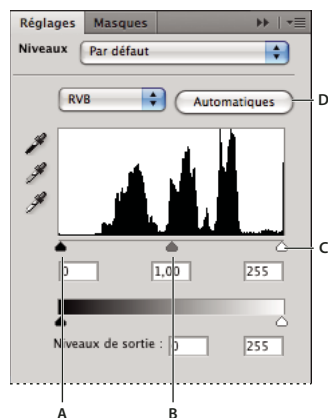 Réglages Masques
Niveaux Par défaut
RVB Automatiques D
C
0 1,00 255
Niveaux de sortie : 0 255
A B